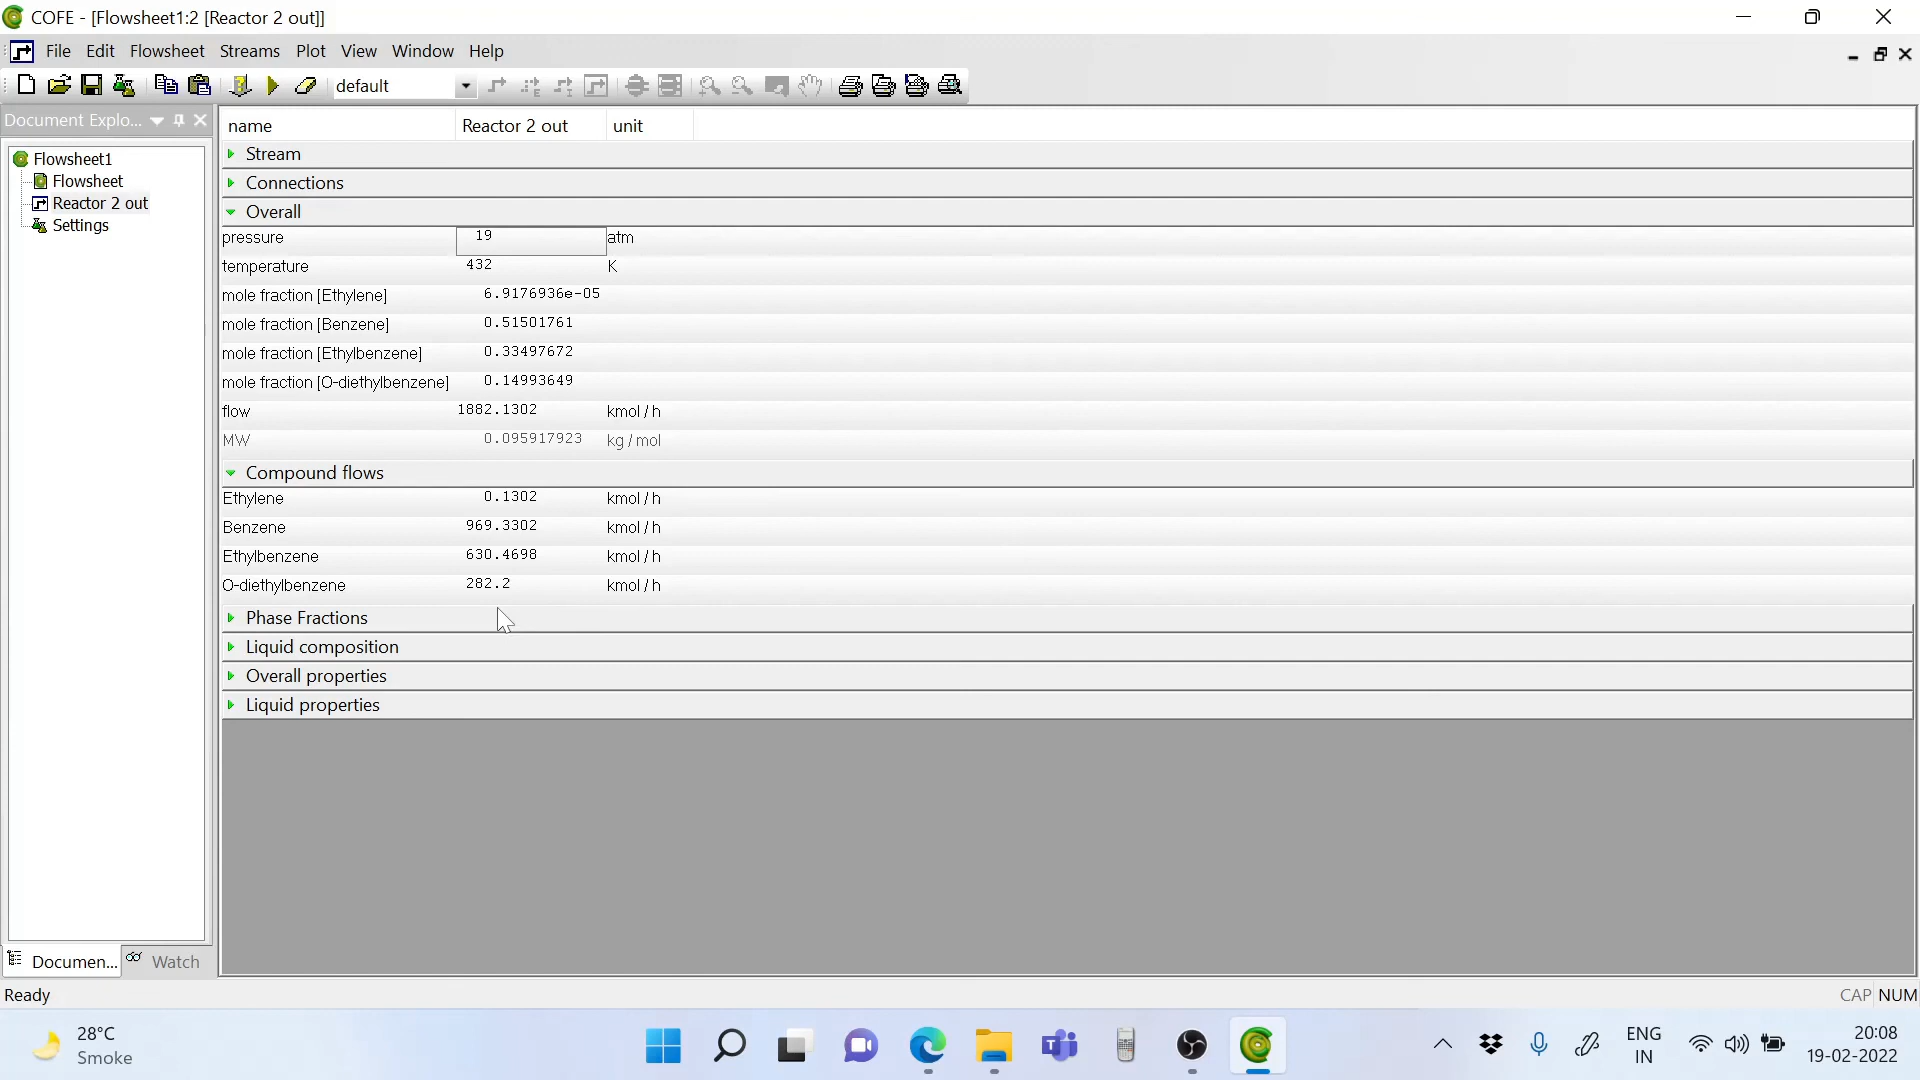 COFE - [Flowsheet1:2 [Reactor 2 out]]
File Edit Flowsheet Streams Plot View Window Help
default
Document Explo...
Flowsheet1
Flowsheet
Reactor 2 out
Settings
Documen... Watch
name Reactor 2 out unit
Stream
Connections
Overall
pressure 19 atm
temperature 432 K
mole fraction [Ethylene] 6.9176936e-05
mole fraction [Benzene] 0.51501761
mole fraction [Ethylbenzene] 0.33497672
mole fraction [O-diethylbenzene] 0.14993649
flow 1882.1302 kmol / h
MW 0.095917923 kg / mol
Compound flows
Ethylene 0.1302 kmol / h
Benzene 969.3302 kmol / h
Ethylbenzene 630.4698 kmol / h
O-diethylbenzene 282.2 kmol / h
Phase Fractions
Liquid composition
Overall properties
Liquid properties
Ready CAP NUM
28°C
Smoke
ENG
IN
20:08
19-02-2022